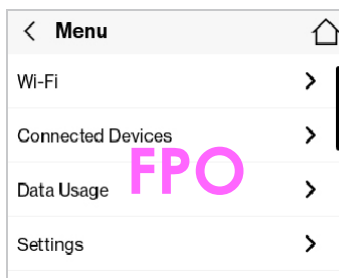 Menu
Wi-Fi
Connected Devices
FPO
Data Usage
Settings